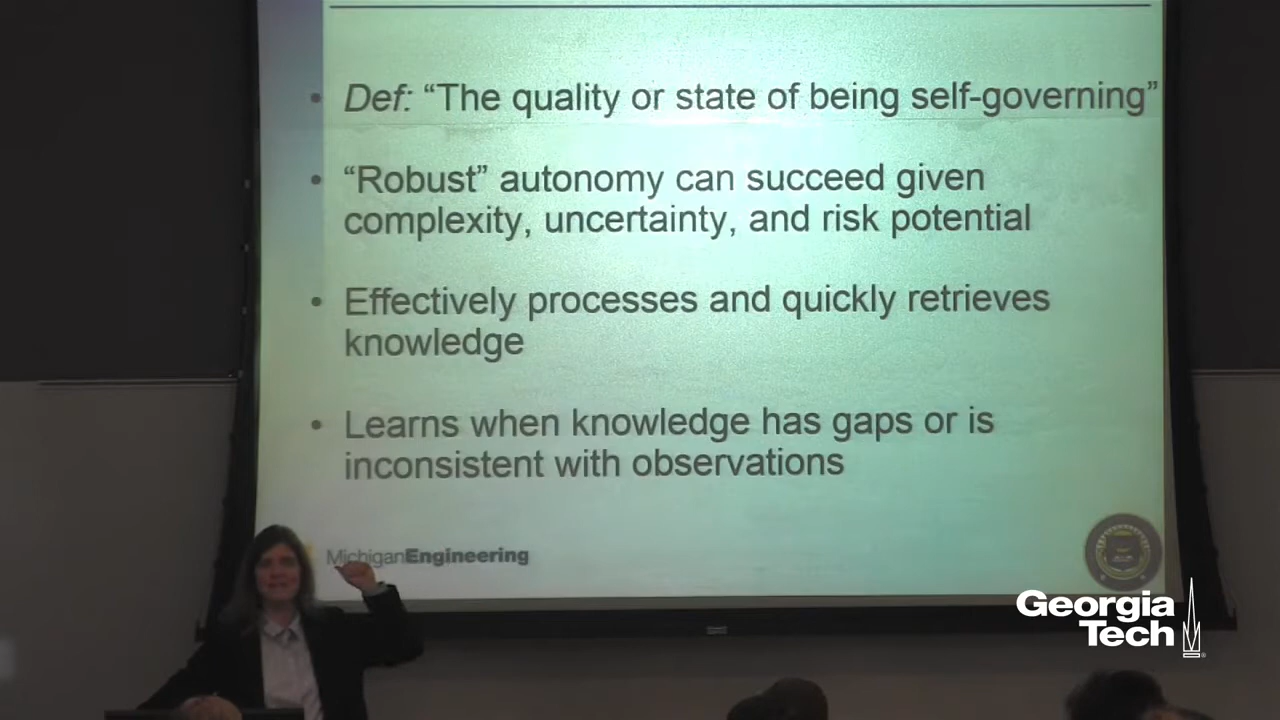 • Def: “The quality or state of being self-governing”
• “Robust” autonomy can succeed given
complexity, uncertainty, and risk potential
• Effectively processes and quickly retrieves
knowledge
• Learns when knowledge has gaps or is
inconsistent with observations
MichiganEngineering
Georgia
Tech